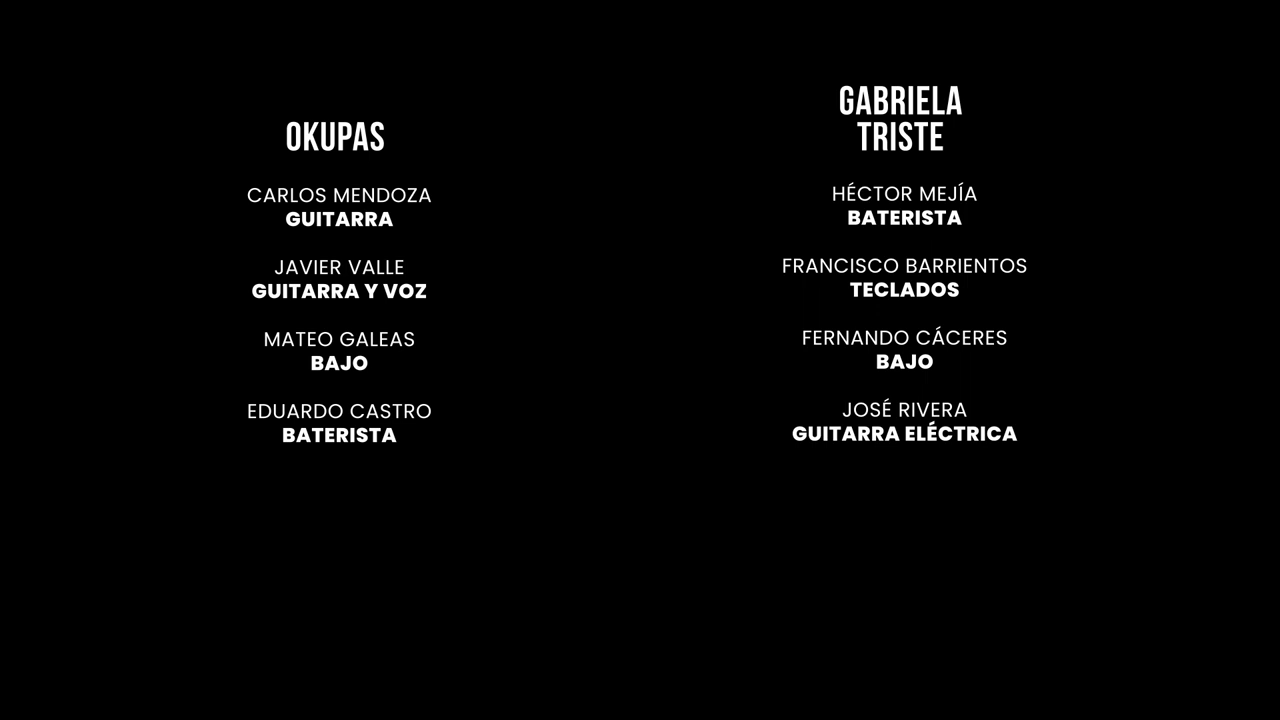 OKUPAS
CARLOS MENDOZA
GUITARRA
JAVIER VALLE
GUITARRA Y VOZ
MATEO GALEAS
BAJO
EDUARDO CASTRO
BATERISTA
GABRIELA
TRISTE
HÉCTOR MEJÍA
BATERISTA
FRANCISCO BARRIENTOS
TECLADOS
FERNANDO CÁCERES
BAJO
JOSÉ RIVERA
GUITARRA ELÉCTRICA